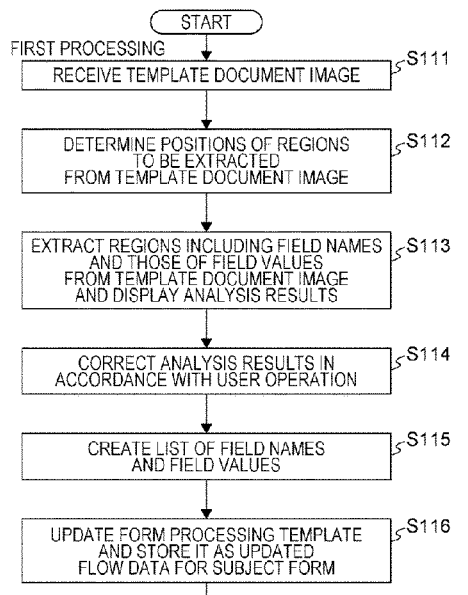 START
FIRST PROCESSING
S111
RECEIVE TEMPLATE DOCUMENT IMAGE
S112
DETERMINE POSITIONS OF REGIONS
TO BE EXTRACTED
FROM TEMPLATE DOCUMENT IMAGE
S113
EXTRACT REGIONS INCLUDING FIELD NAMES
AND THOSE OF FIELD VALUES
FROM TEMPLATE DOCUMENT IMAGE
AND DISPLAY ANALYSIS RESULTS
S114
CORRECT ANALYSIS RESULTS IN
ACCORDANCE WITH USER OPERATION
S115
CREATE LIST OF FIELD NAMES
AND FIELD VALUES
S116
UPDATE FORM PROCESSING TEMPLATE
AND STORE IT AS UPDATED
FLOW DATA FOR SUBJECT FORM